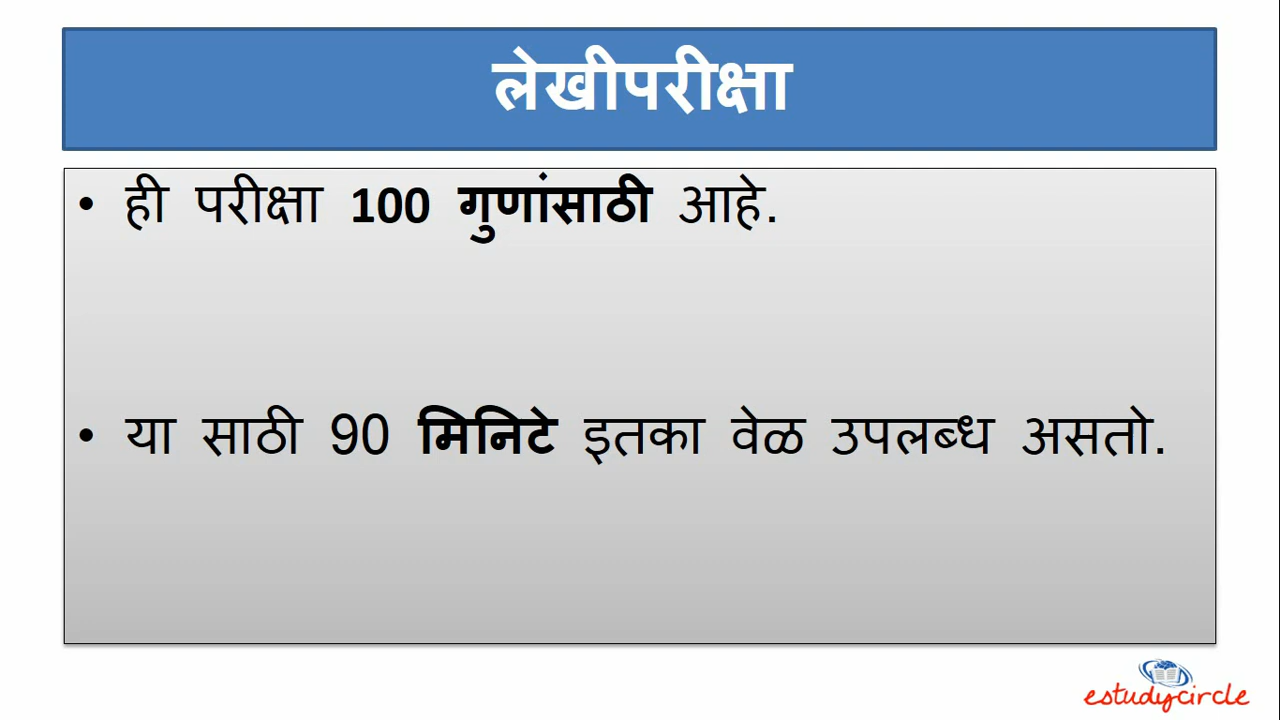 लेखीपरीक्षा
• ही परीक्षा 100 गुणांसाठी आहे.
• या साठी 90 मिनिटे इतका वेळ उपलब्ध असतो.
estudycircle